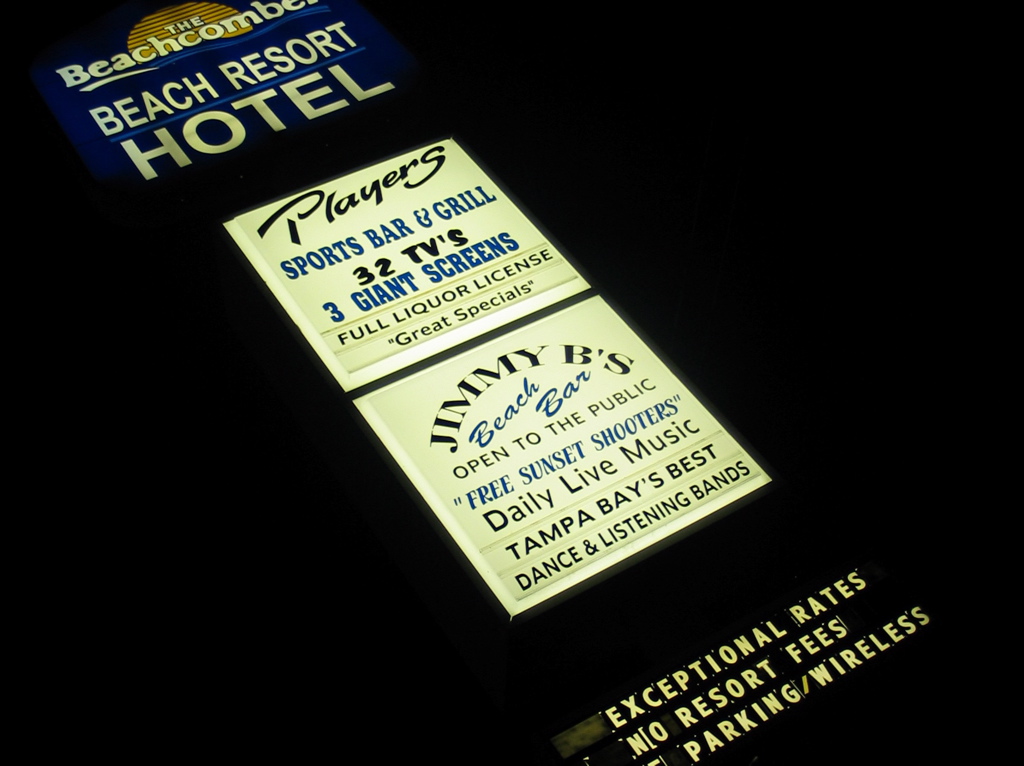 THE
Beachcomber
BEACH RESORT
HOTEL
Players
SPORTS BAR & GRILL
32 TV'S
3 GIANT SCREENS
FULL LIQUOR LICENSE
"Great Specials"
JIMMY B'S
Beach
Bar
OPEN TO THE PUBLIC
"FREE SUNSET SHOOTERS"
Daily Live Music
TAMPA BAY'S BEST
DANCE & LISTENING BANDS
EXCEPTIONAL RATES
NO RESORT FEES
PARKING/WIRELESS